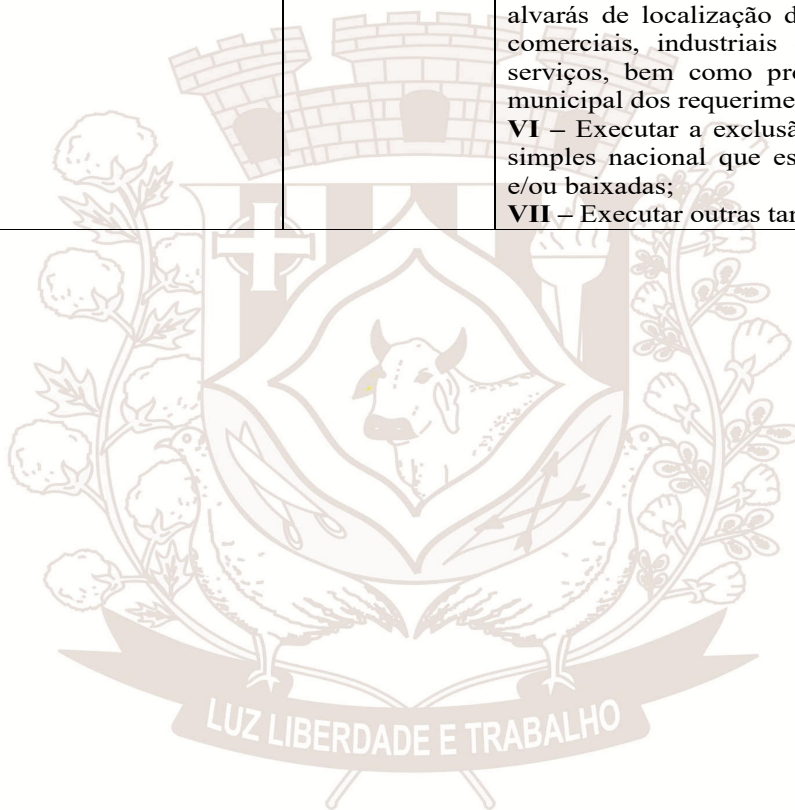 alvarás de localização d
comerciais, industriais
serviços, bem como pr
municipal dos requerime
VI – Executar a exclusã
simples nacional que es
e/ou baixadas;
VII – Executar outras tar
LUZ LIBERDADE E TRABALHO